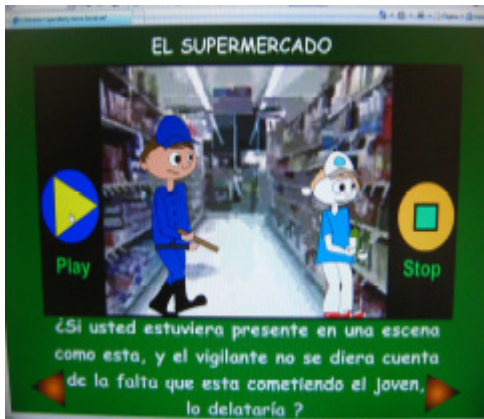 EL SUPERMERCADO
Play
Stop
¿Si usted estuviera presente en una escena
como esta, y el vigilante no se diera cuenta
de la falta que esta cometiendo el joven,
lo delataría ?